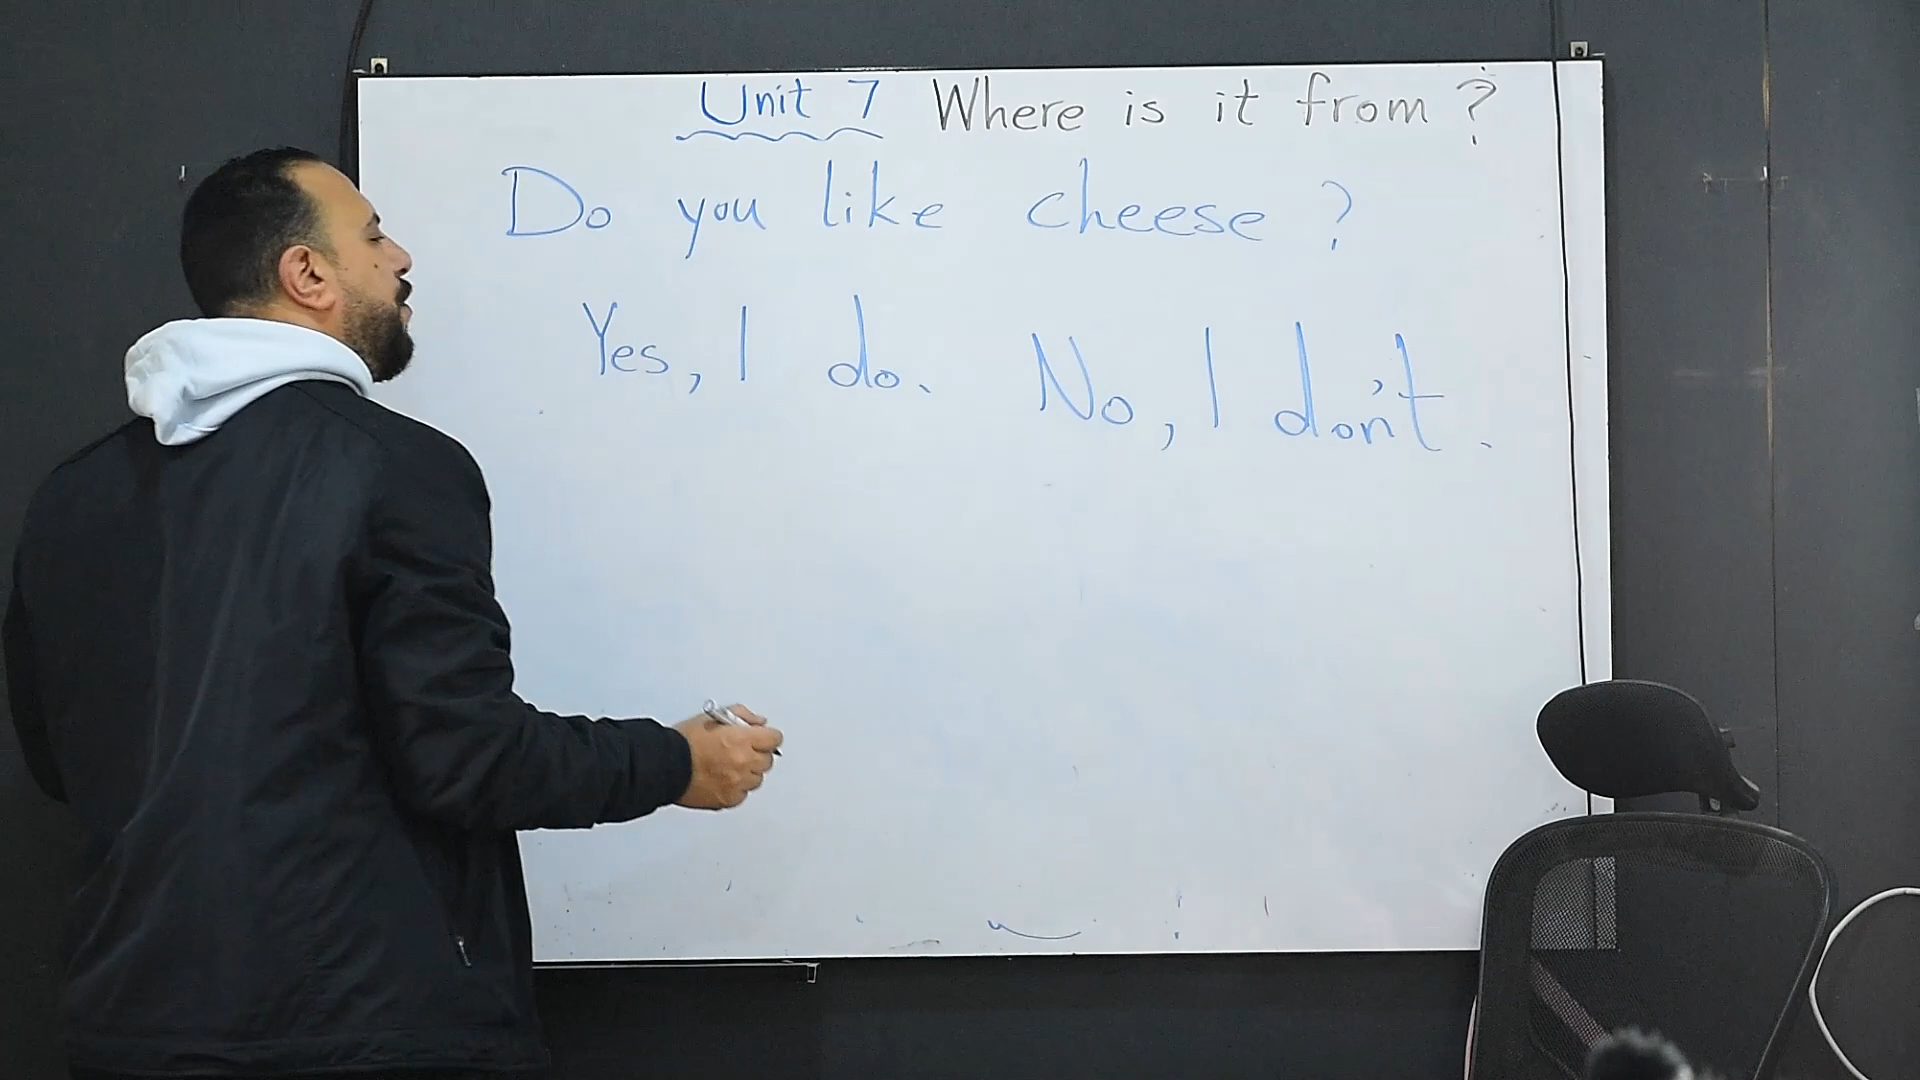 Unit 7 Where is it from ?
Do you like cheese ?
Yes, I do. No, I don't.